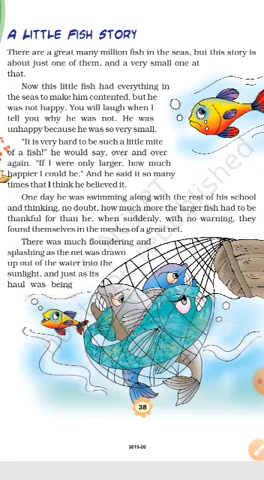 A LITTLE FISH STORY
There are a great many million fish in the seas, but this story is
about just one of them, and a very small one at
that.
Now this little fish had everything in
the seas to make him contented, but he
was not happy. You will laugh when I
tell you why he was not. He was
unhappy because he was so very small.
"It is very hard to be such a little mite
of a fish!" he would say, over and over
again. "If I were only larger, how much
happier I could be." And he said it so many
times that I think he believed it.
One day he was swimming along with the rest of his school
and thinking, no doubt, how much more the larger fish had to be
thankful for than he, when suddenly, with no warning, they
found themselves in the meshes of a great net.
There was much floundering and
splashing as the net was drawn
up out of the water into the
sunlight, and just as its
haul was being
38
2019-20